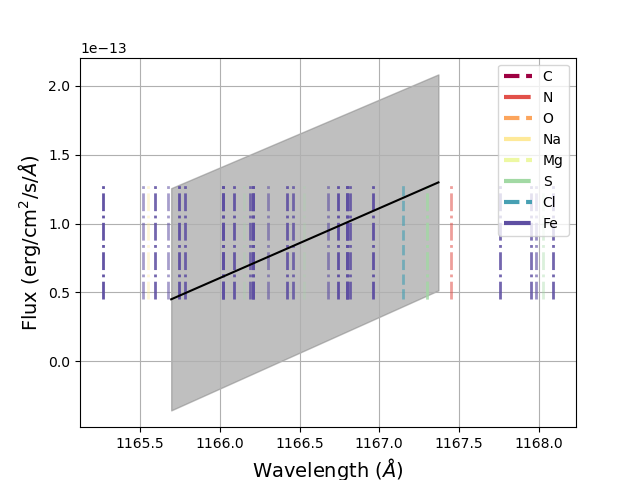 1e−13
2.0
1.5
1.0
0.5
0.0
Flux (erg/cm²/s/Å)
1165.5 1166.0 1166.5 1167.0 1167.5 1168.0
Wavelength (Å)
C
N
O
Na
Mg
S
Cl
Fe